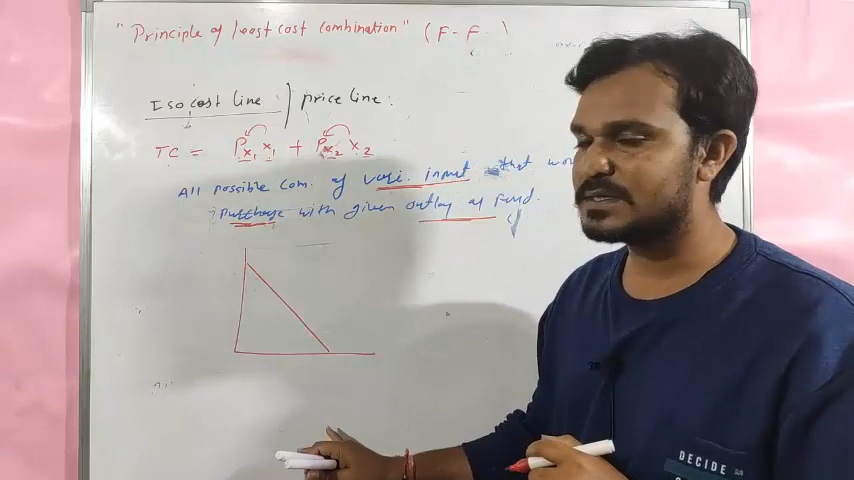 "Principle of least cost combination" (F-F )
Iso cost line / price line:
TC = Px₁ x₁ + Px₂ x₂
All possible com. of vari. input that
purchage with given outlay of fund.
DECIDE